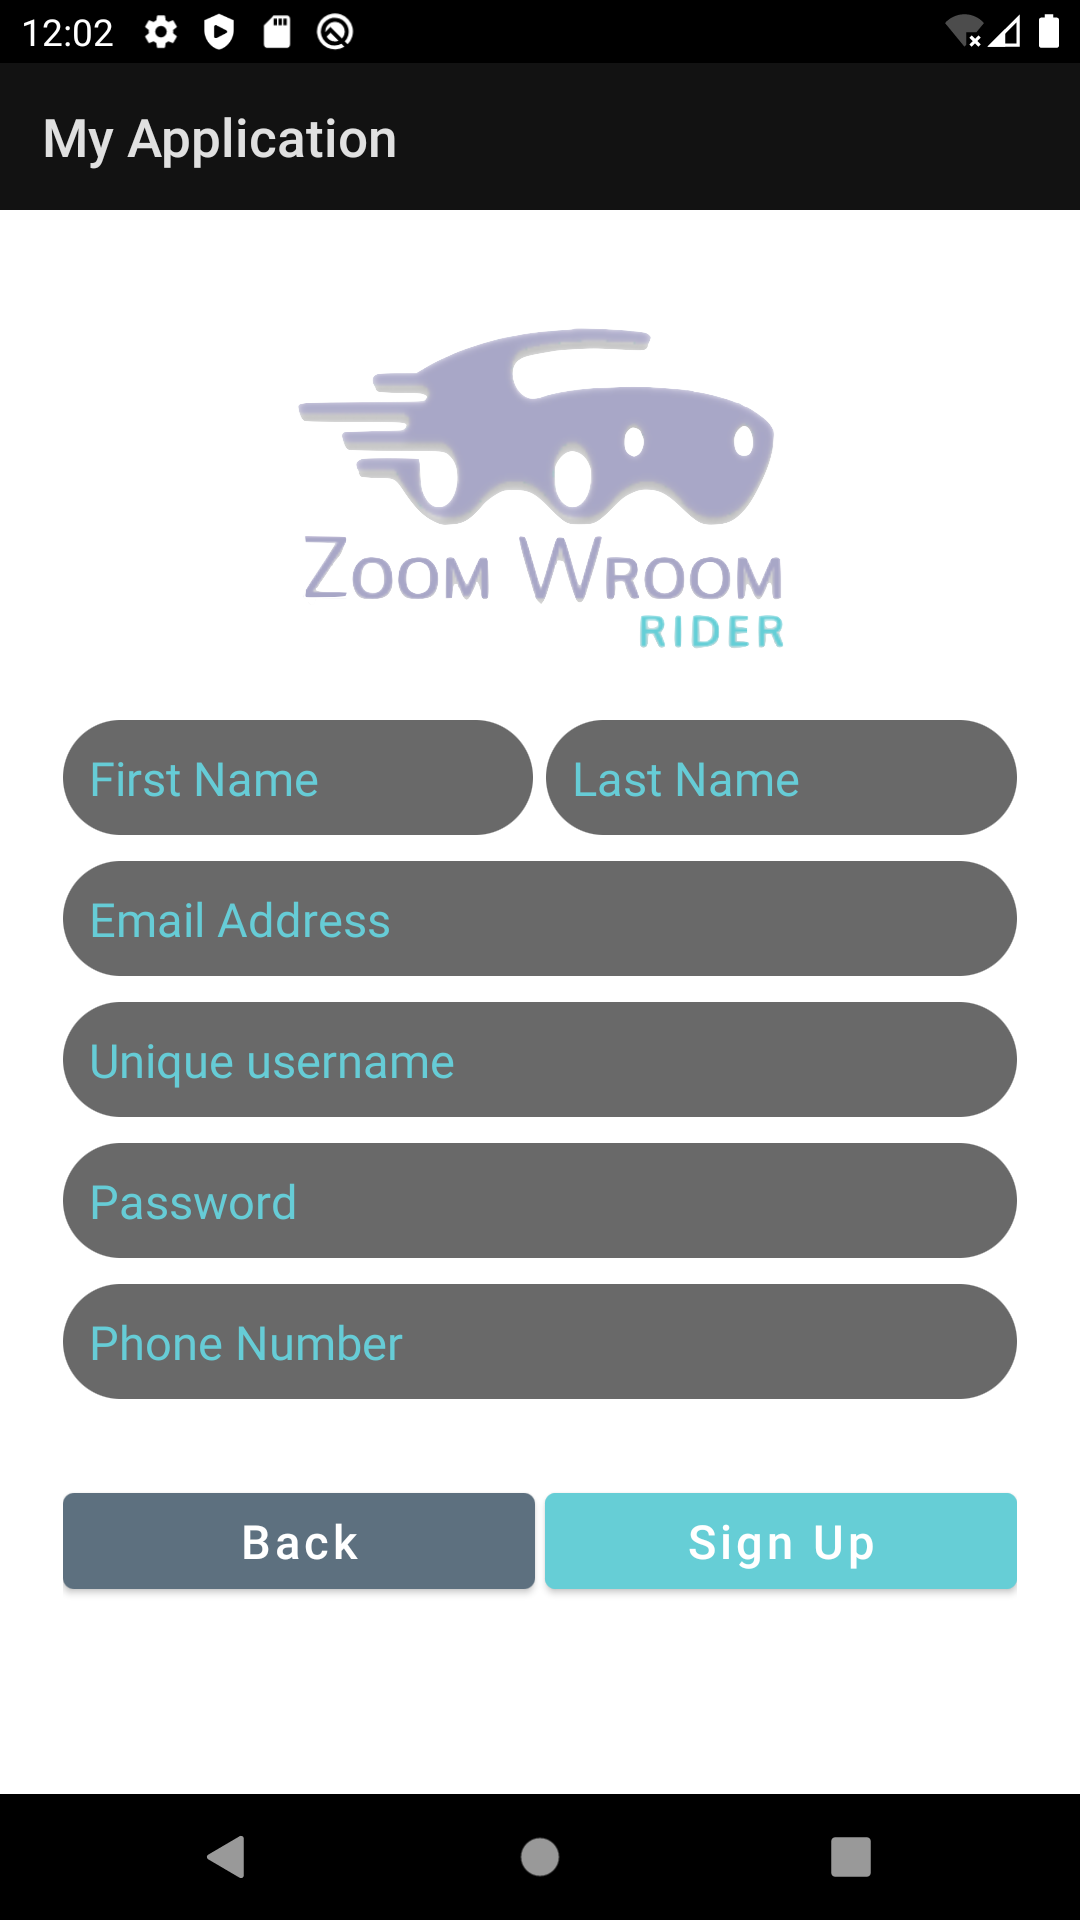 12:02
My Application
Zoom Wroom
RIDER
First Name
Last Name
Email Address
Unique username
Password
Phone Number
Back
Sign Up